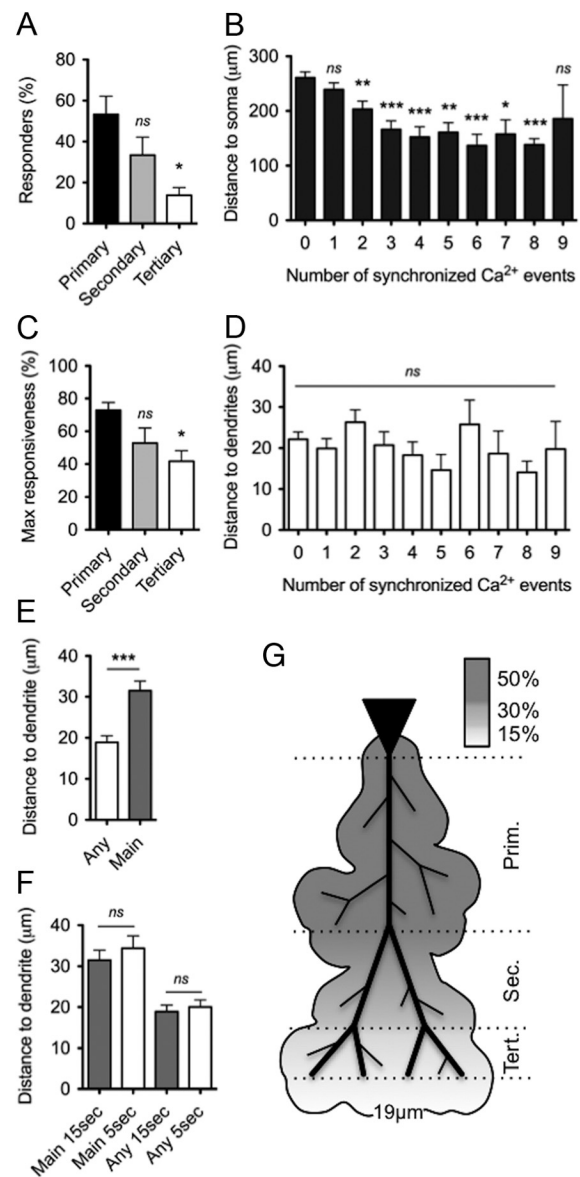 A
Responders (%)
80
60
40
20
0
ns
*
Primary
Secondary
Tertiary
B
Distance to soma (μm)
300
200
100
0
ns
**
***
***
**
***
*
***
ns
0 1 2 3 4 5 6 7 8 9
Number of synchronized Ca²⁺ events
C
Max responsiveness (%)
100
80
60
40
20
0
ns
*
Primary
Secondary
Tertiary
D
Distance to dendrites (μm)
40
30
20
10
0
ns
0 1 2 3 4 5 6 7 8 9
Number of synchronized Ca²⁺ events
E
Distance to dendrite (μm)
40
30
20
10
0
***
Any
Main
F
Distance to dendrite (μm)
40
30
20
10
0
ns
ns
Main 15sec
Main 5sec
Any 15sec
Any 5sec
G
50%
30%
15%
Prim.
Sec.
Tert.
19μm